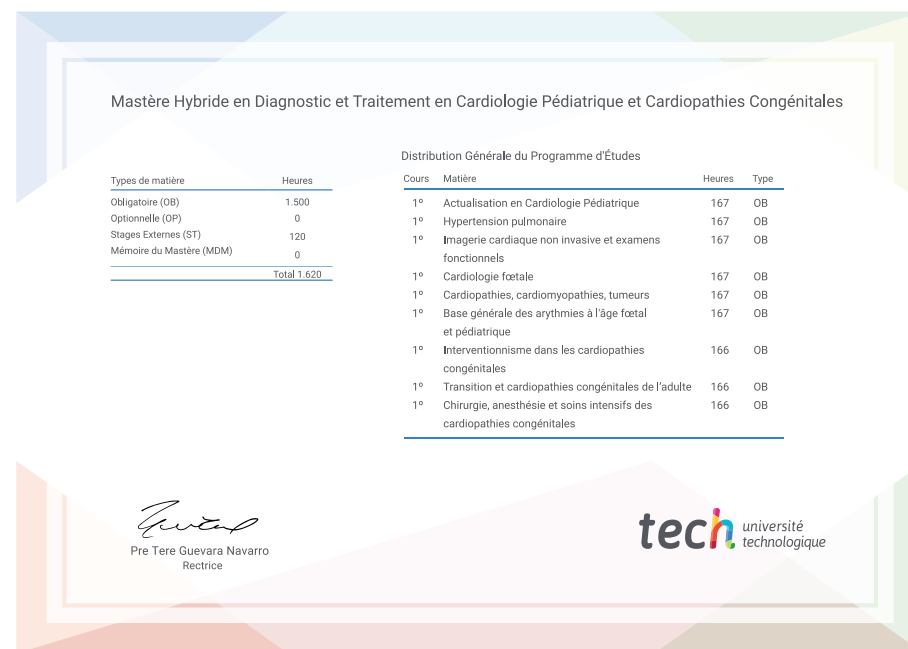 Mastère Hybride en Diagnostic et Traitement en Cardiologie Pédiatrique et Cardiopathies Congénitales
Types de matière Heures
Obligatoire (OB) 1.500
Optionnelle (OP) 0
Stages Externes (ST) 120
Mémoire du Mastère (MDM) 0
Total 1.620
Distribution Générale du Programme d'Études
Cours Matière Heures Type
1º Actualisation en Cardiologie Pédiatrique 167 OB
1º Hypertension pulmonaire 167 OB
1º Imagerie cardiaque non invasive et examens 167 OB
fonctionnels
1º Cardiologie fœtale 167 OB
1º Cardiopathies, cardiomyopathies, tumeurs 167 OB
1º Base générale des arythmies à l'âge fœtal 167 OB
et pédiatrique
1º Interventionnisme dans les cardiopathies 166 OB
congénitales
1º Transition et cardiopathies congénitales de l'adulte 166 OB
1º Chirurgie, anesthésie et soins intensifs des 166 OB
cardiopathies congénitales
Pre Tere Guevara Navarro
Rectrice
tech université
technologique